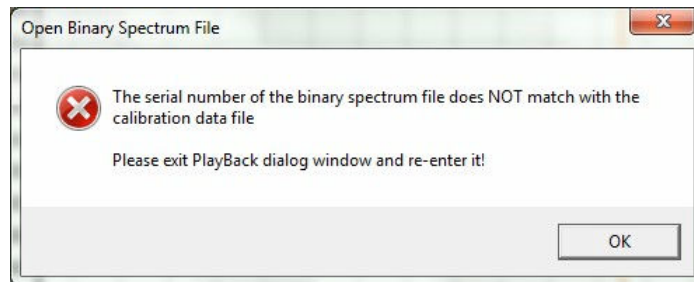 Open Binary Spectrum File
The serial number of the binary spectrum file does NOT match with the
calibration data file
Please exit PlayBack dialog window and re-enter it!
OK